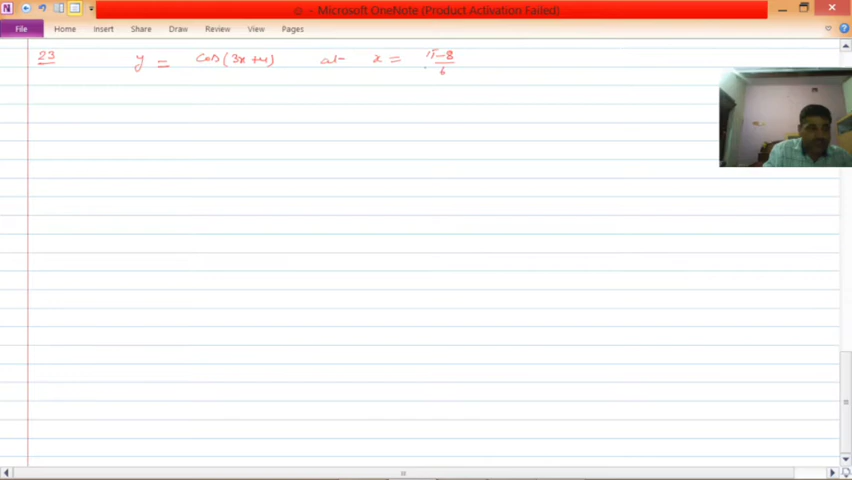 Microsoft OneNote (Product Activation Failed)
File Home Insert Share Draw Review View Pages
23 y = cos(3x+4) at x = π-8/6